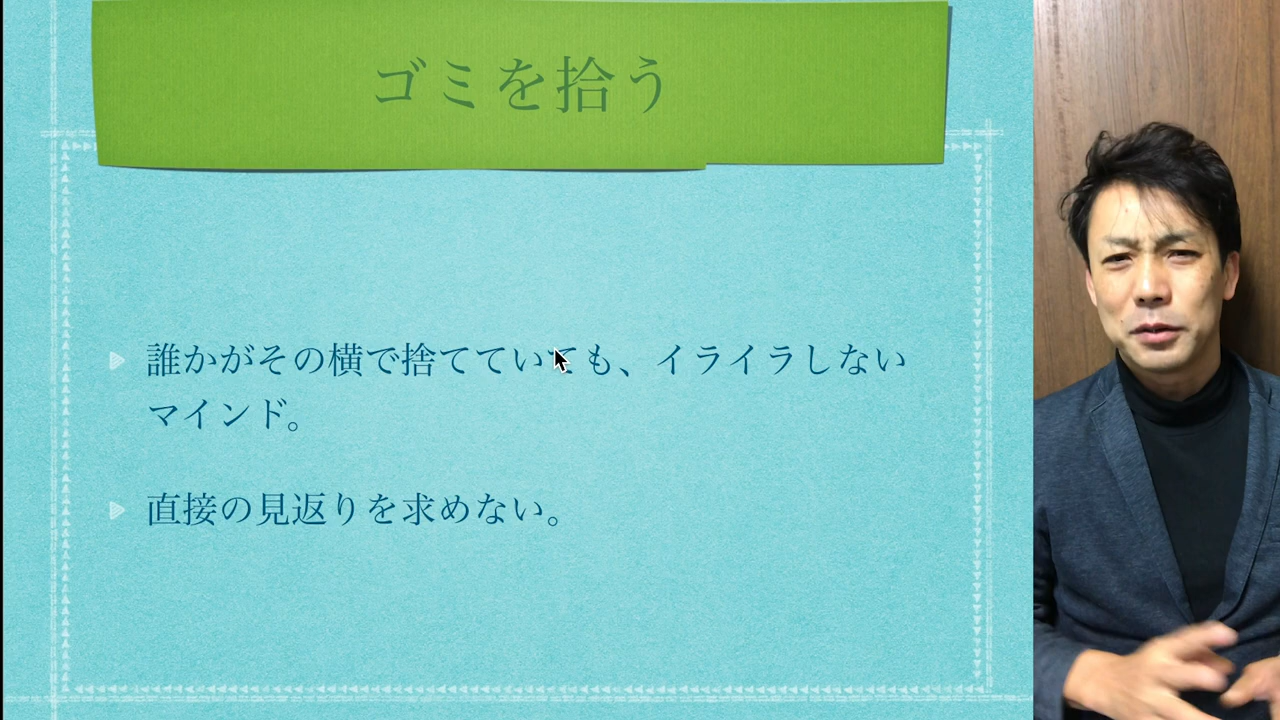 ゴミを拾う
誰かがその横で捨てていても、イライラしない
マインド。
直接の見返りを求めない。